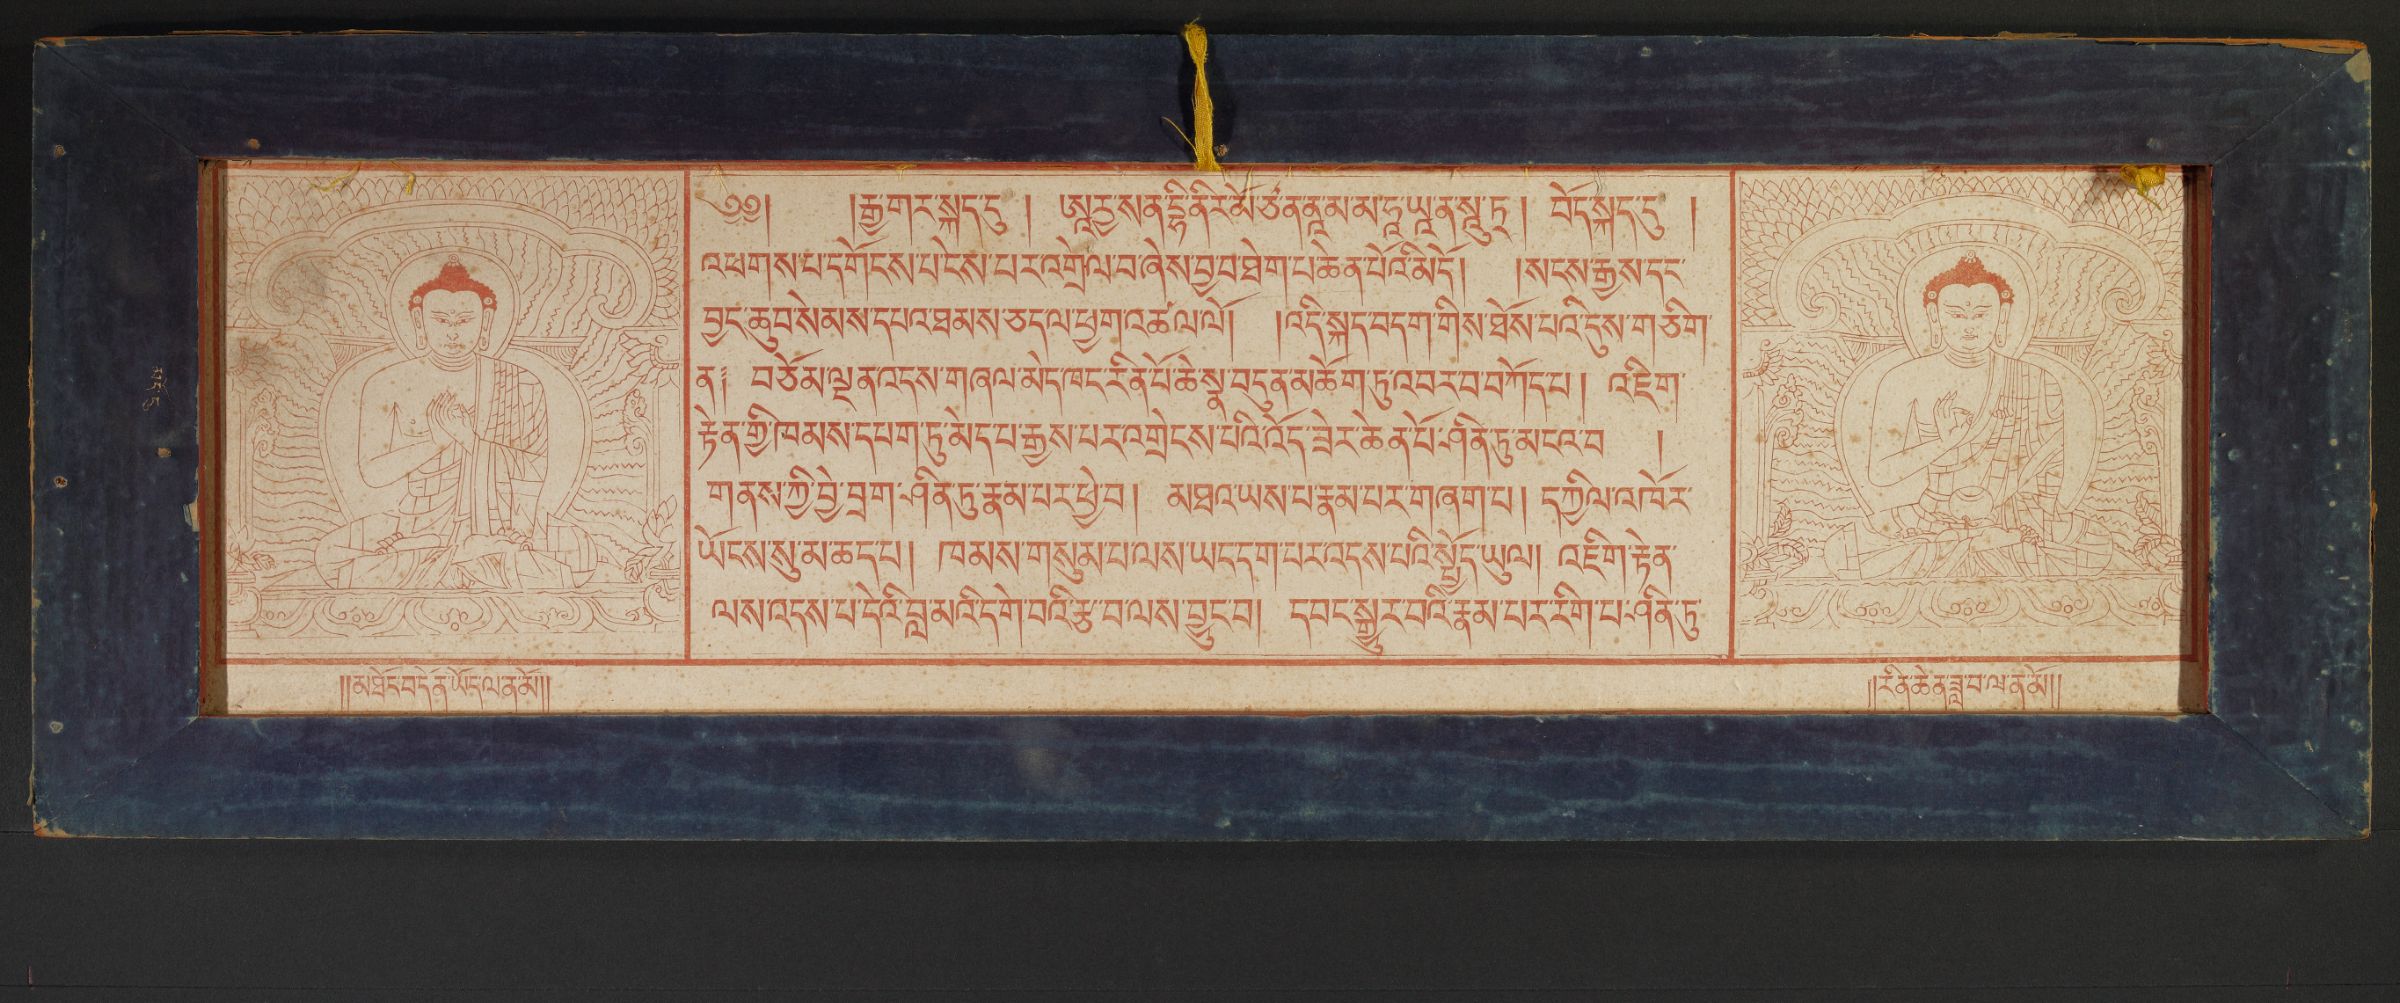 ༄༅། །རྒྱ་གར་སྐད་དུ ། ཨཱརྱ་སནྡྷི་ནིརྨོ་ཙ་ན་ནཱ་མ་མ་ཧཱ་ཡཱ་ན་སཱུ་ཏྲ། བོད་སྐད་དུ །
འཕགས་པ་དགོངས་པ་ངེས་པར་འགྲེལ་བ་ཞེས་བྱ་བ་ཐེག་པ་ཆེན་པོའི་མདོ། །སངས་རྒྱས་དང་
བྱང་ཆུབ་སེམས་དཔའ་ཐམས་ཅད་ལ་ཕྱག་འཚལ་ལོ། །འདི་སྐད་བདག་གིས་ཐོས་པའི་དུས་གཅིག་
ན༑ བཅོམ་ལྡན་འདས་གཞལ་མེད་ཁང་རིན་པོ་ཆེ་སྣ་བདུན་མཆོག་ཏུ་འབར་བ་བཀོད་པ། འཇིག་
རྟེན་གྱི་ཁམས་དཔག་ཏུ་མེད་པ་རྒྱས་པར་འགྲེངས་པའི་འོད་ཟེར་ཆེན་པོ་ཤིན་ཏུ་མངའ་བ །
གནས་ཀྱི་བྱེ་བྲག་ཤིན་ཏུ་རྣམ་པར་ཕྱེ་བ། མཐའ་ཡས་པ་རྣམ་པར་གཞག་པ། དཀྱིལ་འཁོར་
ཡོངས་སུ་མ་ཆད་པ། ཁམས་གསུམ་པ་ལས་ཡང་དག་པར་འདས་པའི་སྤྱོད་ཡུལ། འཇིག་རྟེན་
ལས་འདས་པ་དེའི་བླ་མའི་དགེ་བའི་རྩ་བ་ལས་བྱུང་བ། དབང་སྒྱུར་བའི་རྣམ་པར་རིག་པ་ཤིན་ཏུ་
།།མཐོང་བ་དོན་ཡོད་ལ་ན་མོ།།
།།རིན་ཆེན་ཟླ་བ་ལ་ན་མོ།།